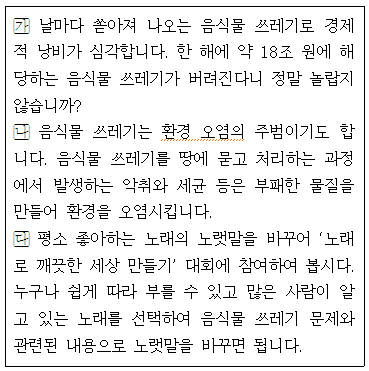 가 날마다 쏟아져 나오는 음식물 쓰레기로 경제
적 낭비가 심각합니다. 한 해에 약 18조 원에 해
당하는 음식물 쓰레기가 버려진다니 정말 놀랍지
않습니까?
나 음식물 쓰레기는 환경 오염의 주범이기도 합
니다. 음식물 쓰레기를 땅에 묻고 처리하는 과정
에서 발생하는 악취와 세균 등은 부패한 물질을
만들어 환경을 오염시킵니다.
다 평소 좋아하는 노래의 노랫말을 바꾸어 ‘노래
로 깨끗한 세상 만들기’ 대회에 참여하여 봅시다.
누구나 쉽게 따라 부를 수 있고 많은 사람이 알
고 있는 노래를 선택하여 음식물 쓰레기 문제와
관련된 내용으로 노랫말을 바꾸면 됩니다.